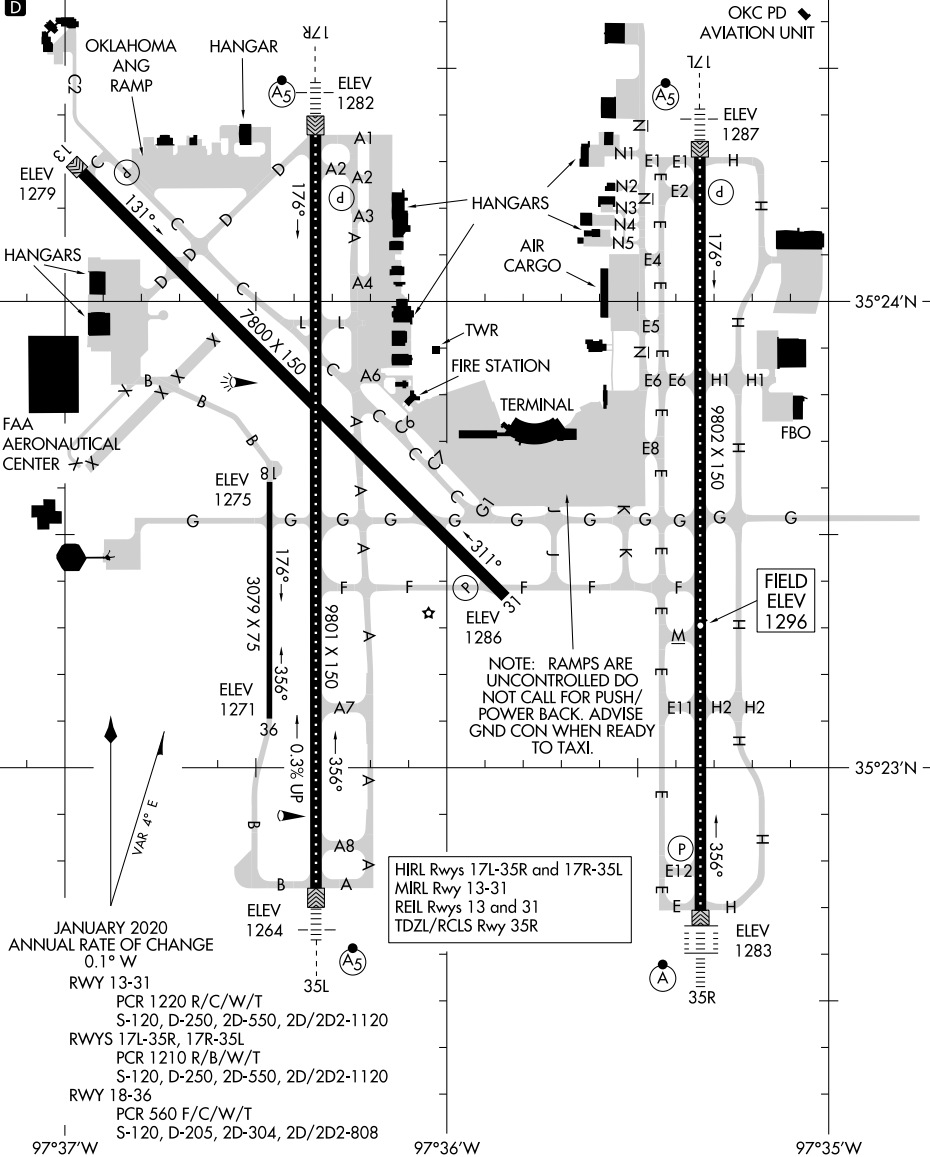 D
OKC PD
AVIATION UNIT
17R
17L
OKLAHOMA
ANG
RAMP
HANGAR
A5
ELEV
1282
A5
ELEV
1287
C2
13
ELEV
1279
C
P
D
A1
A2
A2
P
A3
A
A4
176°
131°
C
D
D
HANGARS
N
N1
N2
N
N3
N4
N5
E1
E1
H
E
E2
P
H
E
176°
AIR
CARGO
E4
E
HANGARS
35°24'N
C
7800 X 150
L
L
TWR
FIRE STATION
E5
N
E
H
C
A6
E6
E6
H1
H1
X
B
X
X
B
B
TERMINAL
A
C
C6
C
C7
C
G1
E
E8
E
9802 X 150
H
FBO
FAA
AERONAUTICAL
CENTER
X
X
18
ELEV
1275
A
J
K
G
G
G
G
G
G
G
G
G
G
G
176°
3079 X 75
356°
A
311°
J
K
E
F
F
F
F
F
F
P
31
ELEV
1286
FIELD
ELEV
1296
9801 X 150
A
E
M
H
NOTE: RAMPS ARE
UNCONTROLLED DO
NOT CALL FOR PUSH/
POWER BACK. ADVISE
GND CON WHEN READY
TO TAXI.
E
ELEV
1271
36
A7
E11
H2
H2
0.3% UP
356°
H
35°23'N
VAR 4° E
A
E
B
A8
A
356°
H
P
E12
E
B
A
E
H
HIRL Rwys 17L-35R and 17R-35L
MIRL Rwy 13-31
REIL Rwys 13 and 31
TDZL/RCLS Rwy 35R
ELEV
1264
ELEV
1283
A5
A
35L
35R
JANUARY 2020
ANNUAL RATE OF CHANGE
0.1° W
RWY 13-31
PCR 1220 R/C/W/T
S-120, D-250, 2D-550, 2D/2D2-1120
RWYS 17L-35R, 17R-35L
PCR 1210 R/B/W/T
S-120, D-250, 2D-550, 2D/2D2-1120
RWY 18-36
PCR 560 F/C/W/T
S-120, D-205, 2D-304, 2D/2D2-808
97°37'W
97°36'W
97°35'W